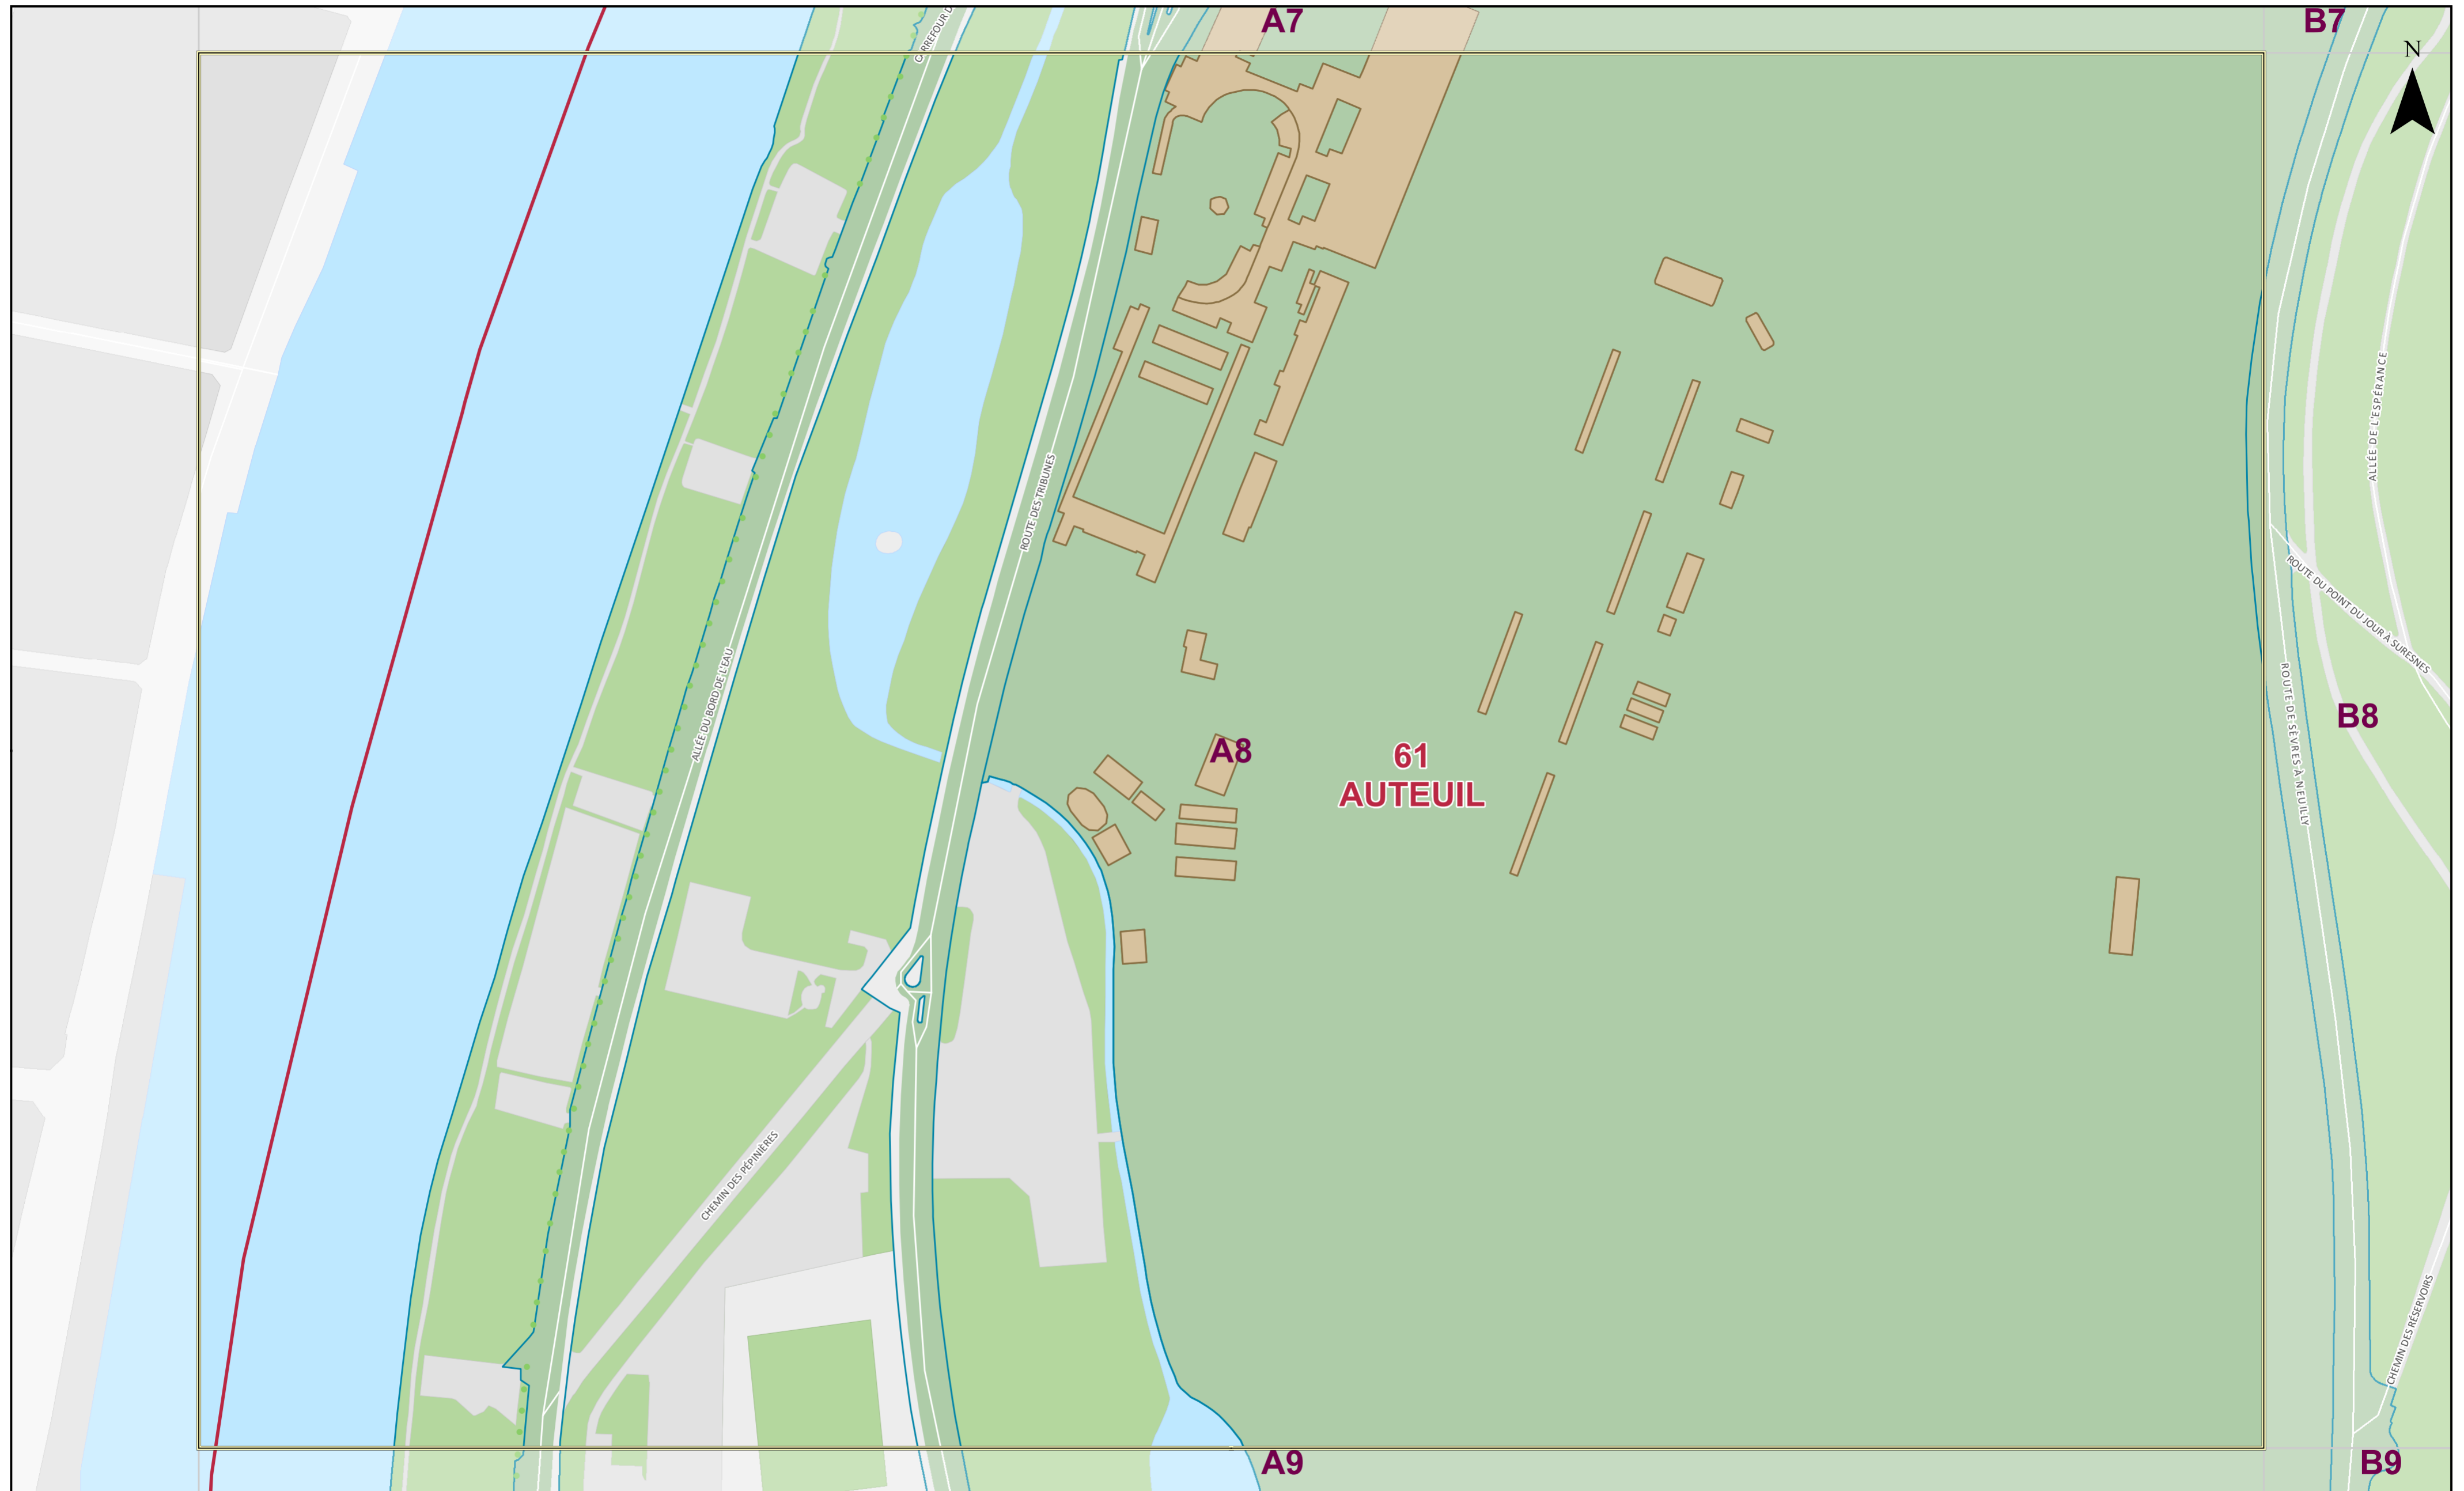 A7
B7
N
CARREFOUR D
ALLÉE DE L'ESPÉRANCE
ROUTE DES TRIBUNES
ROUTE DU POINT DU JOUR À SURESNES
ALLÉE DU BORD DE L'EAU
ROUTE DE SÈVRES À NEUILLY
B8
A8
61
AUTEUIL
CHEMIN DES PÉPINIÈRES
CHEMIN DES RÉSERVOIRS
A9
B9